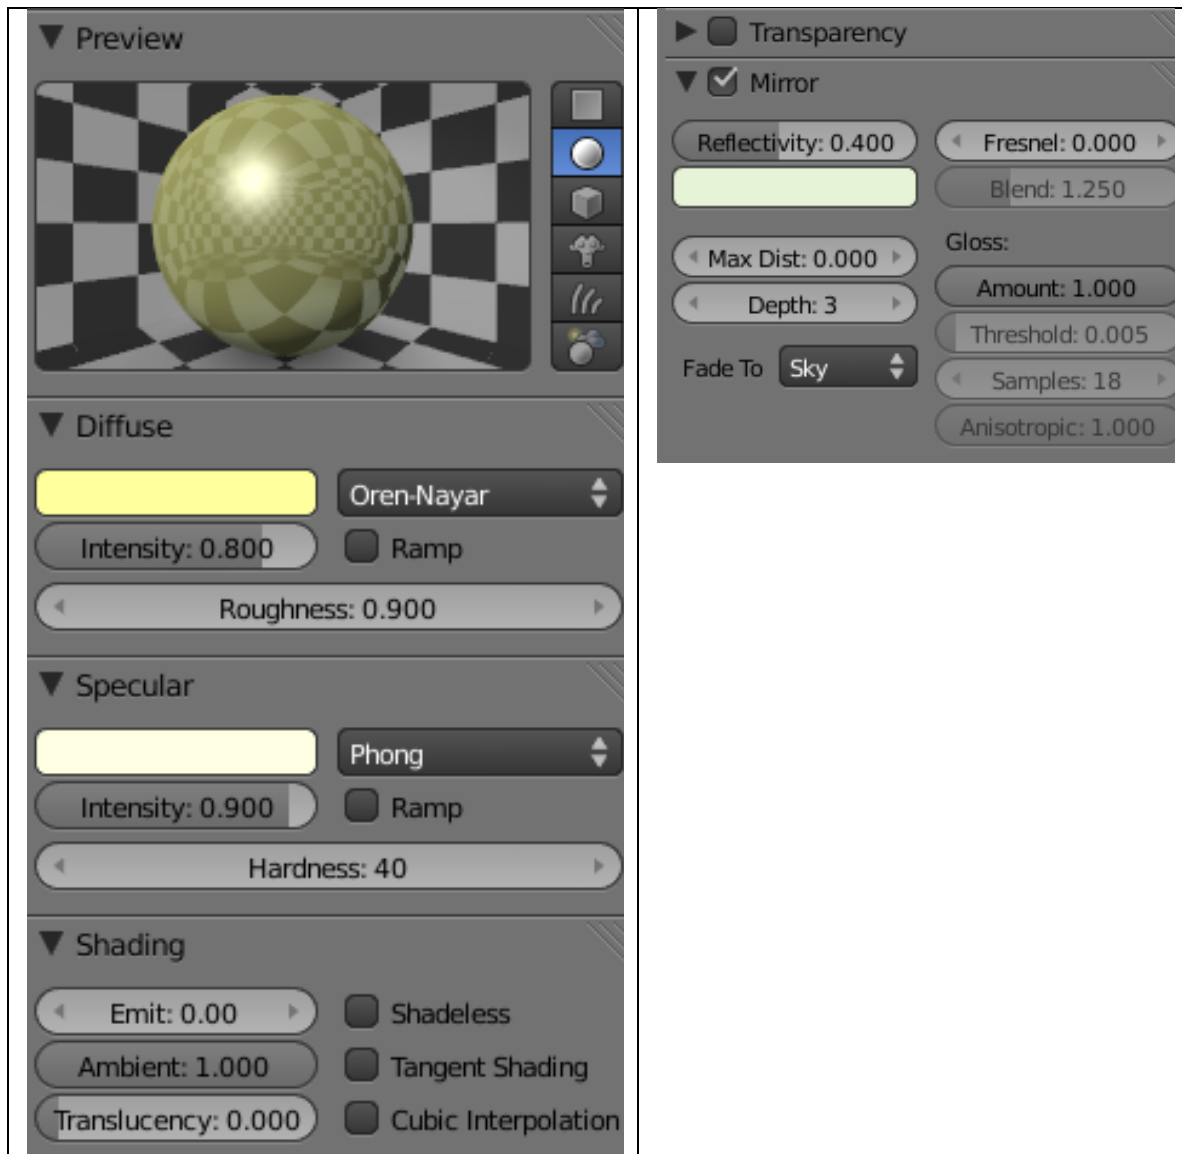 Preview
Diffuse
Oren-Nayar
Intensity: 0.800
Ramp
Roughness: 0.900
Specular
Phong
Intensity: 0.900
Ramp
Hardness: 40
Shading
Emit: 0.00
Shadeless
Ambient: 1.000
Tangent Shading
Translucency: 0.000
Cubic Interpolation
Transparency
Mirror
Reflectivity: 0.400
Fresnel: 0.000
Blend: 1.250
Gloss:
Max Dist: 0.000
Amount: 1.000
Depth: 3
Threshold: 0.005
Fade To
Sky
Samples: 18
Anisotropic: 1.000